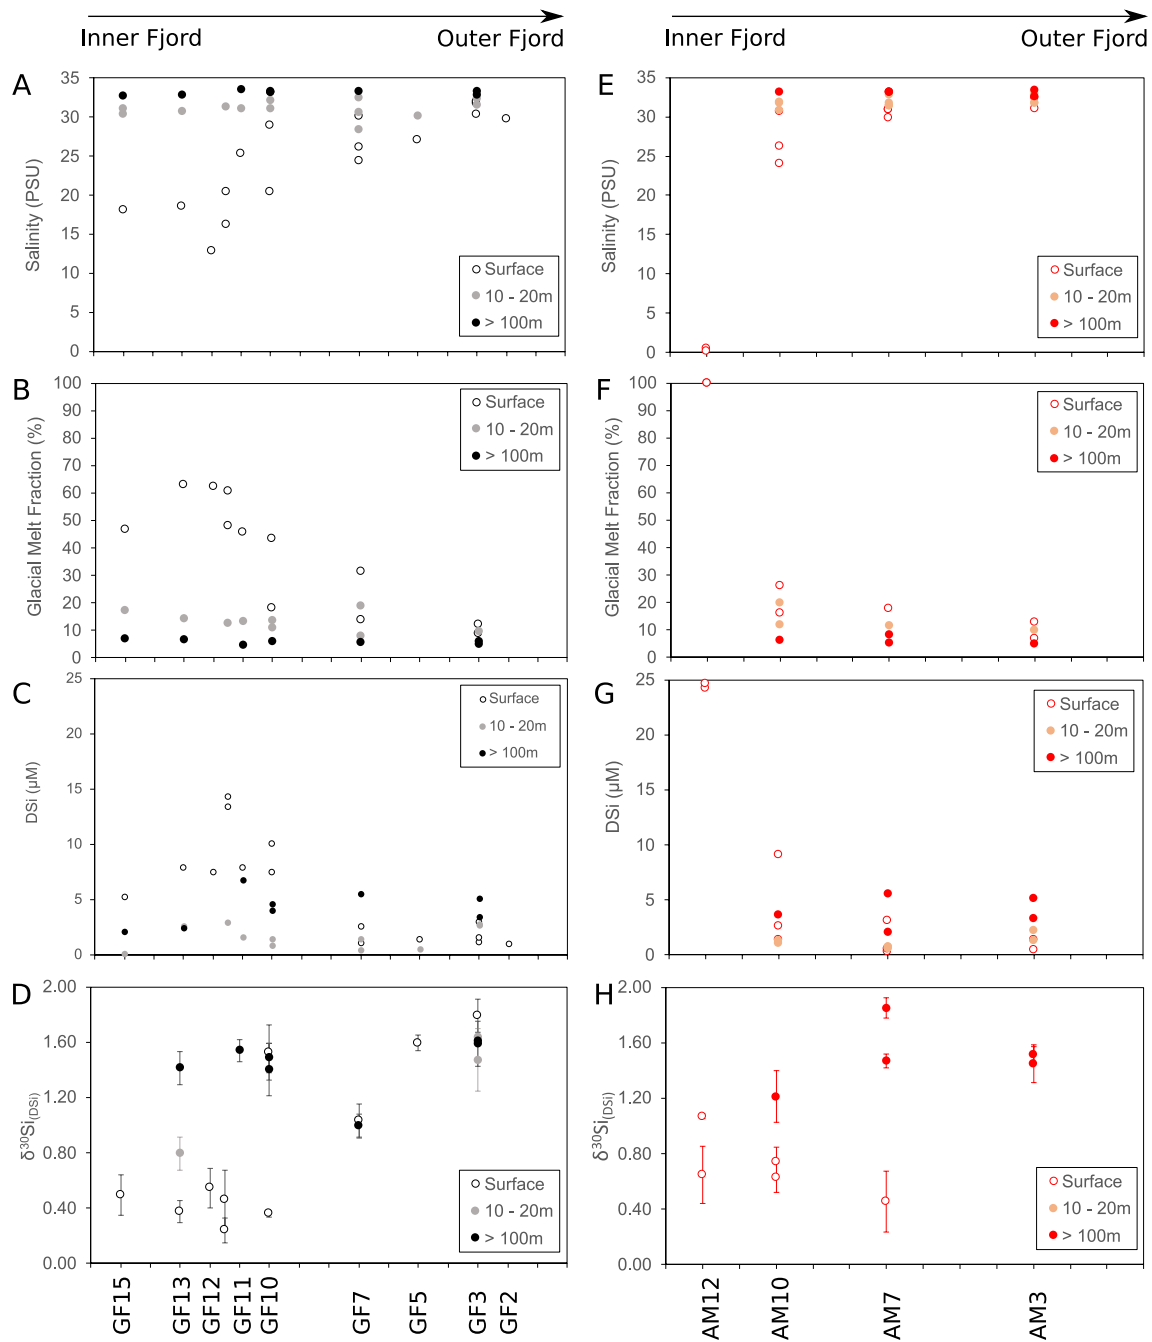 Inner Fjord Outer Fjord
A
35
30
25
20
15
10
5
0
Salinity (PSU)
Surface
10 - 20m
> 100m
B
100
90
80
70
60
50
40
30
20
10
0
Glacial Melt Fraction (%)
Surface
10 - 20m
> 100m
C
25
20
15
10
5
0
DSi (µM)
Surface
10 - 20m
> 100m
D
2.00
1.60
1.20
0.80
0.40
0.00
δ³⁰Si(DSi)
Surface
10 - 20m
> 100m
GF15
GF13
GF12
GF11
GF10
GF7
GF5
GF3
GF2
Inner Fjord Outer Fjord
E
35
30
25
20
15
10
5
0
Salinity (PSU)
Surface
10 - 20m
> 100m
F
100
90
80
70
60
50
40
30
20
10
0
Glacial Melt Fraction (%)
Surface
10 - 20m
> 100m
G
25
20
15
10
5
0
DSi (µM)
Surface
10 - 20m
> 100m
H
2.00
1.60
1.20
0.80
0.40
0.00
δ³⁰Si(DSi)
Surface
10 - 20m
> 100m
AM12
AM10
AM7
AM3